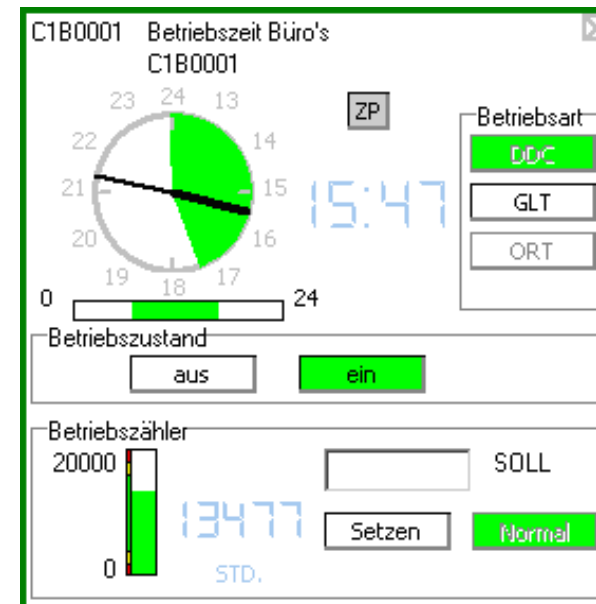 C1B0001 Betriebszeit Büro's
C1B0001
ZP
24
13
14
15
16
17
18
19
20
21
22
23
15:47
0
24
Betriebsart
DDC
GLT
ORT
Betriebszustand
aus
ein
Betriebszähler
20000
0
13477
STD.
SOLL
Setzen
Normal